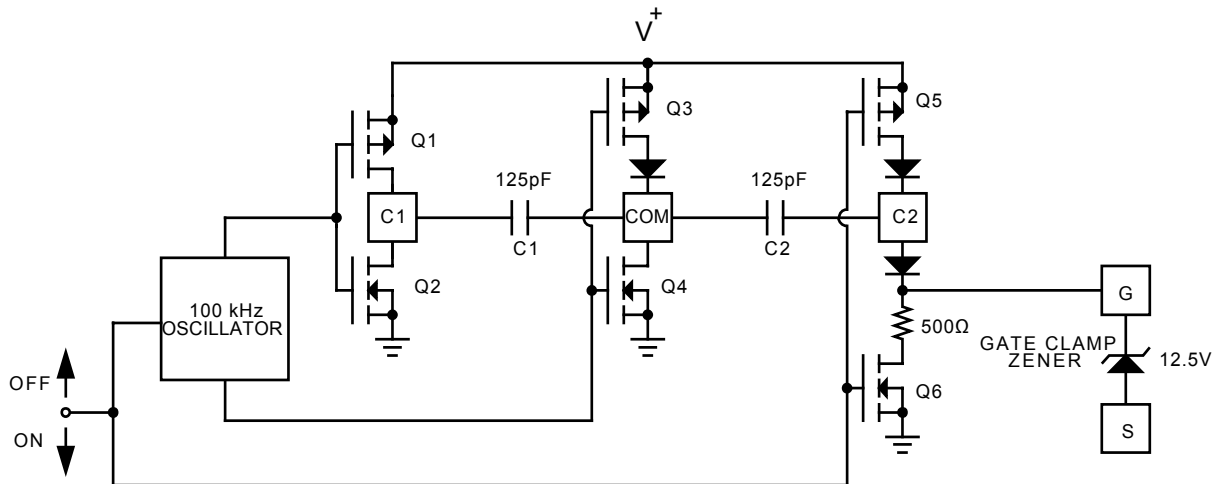 V+
Q3
Q5
Q1
125pF
125pF
C1
COM
C2
C1
C2
Q2
Q4
G
100 kHz
OSCILLATOR
500Ω
GATE CLAMP
ZENER
12.5V
OFF
Q6
ON
S